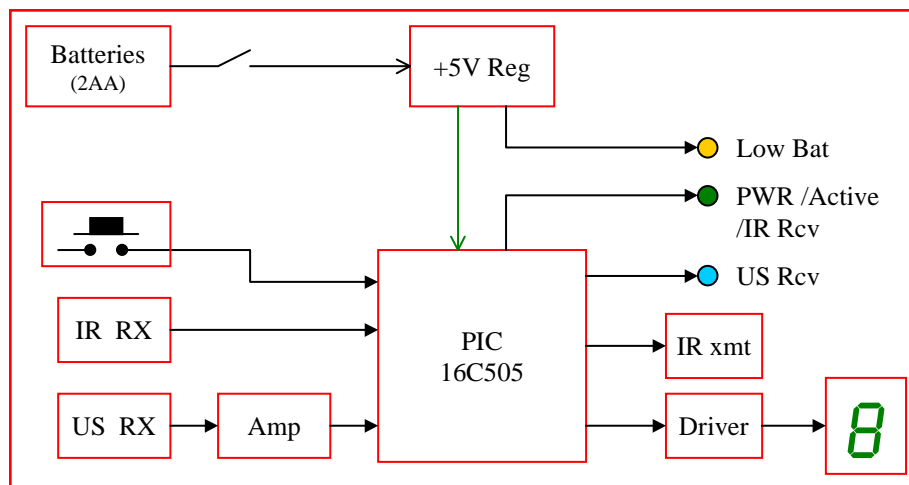 Batteries
(2AA)
+5V Reg
Low Bat
PWR /Active
/IR Rcv
US Rcv
IR RX
PIC
16C505
IR xmt
US RX
Amp
Driver
8